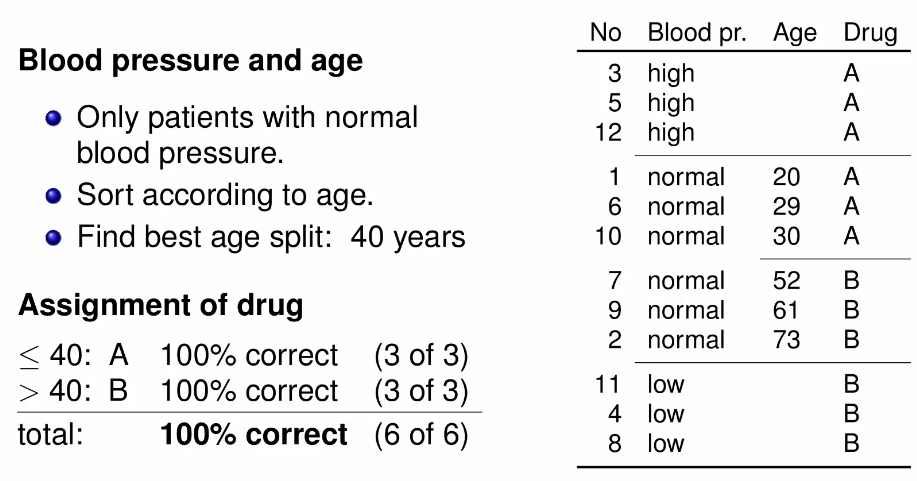 Blood pressure and age
Only patients with normal
blood pressure.
Sort according to age.
Find best age split: 40 years
Assignment of drug
≤ 40: A 100% correct (3 of 3)
> 40: B 100% correct (3 of 3)
total: 100% correct (6 of 6)
No Blood pr. Age Drug
3 high A
5 high A
12 high A
1 normal 20 A
6 normal 29 A
10 normal 30 A
7 normal 52 B
9 normal 61 B
2 normal 73 B
11 low B
4 low B
8 low B